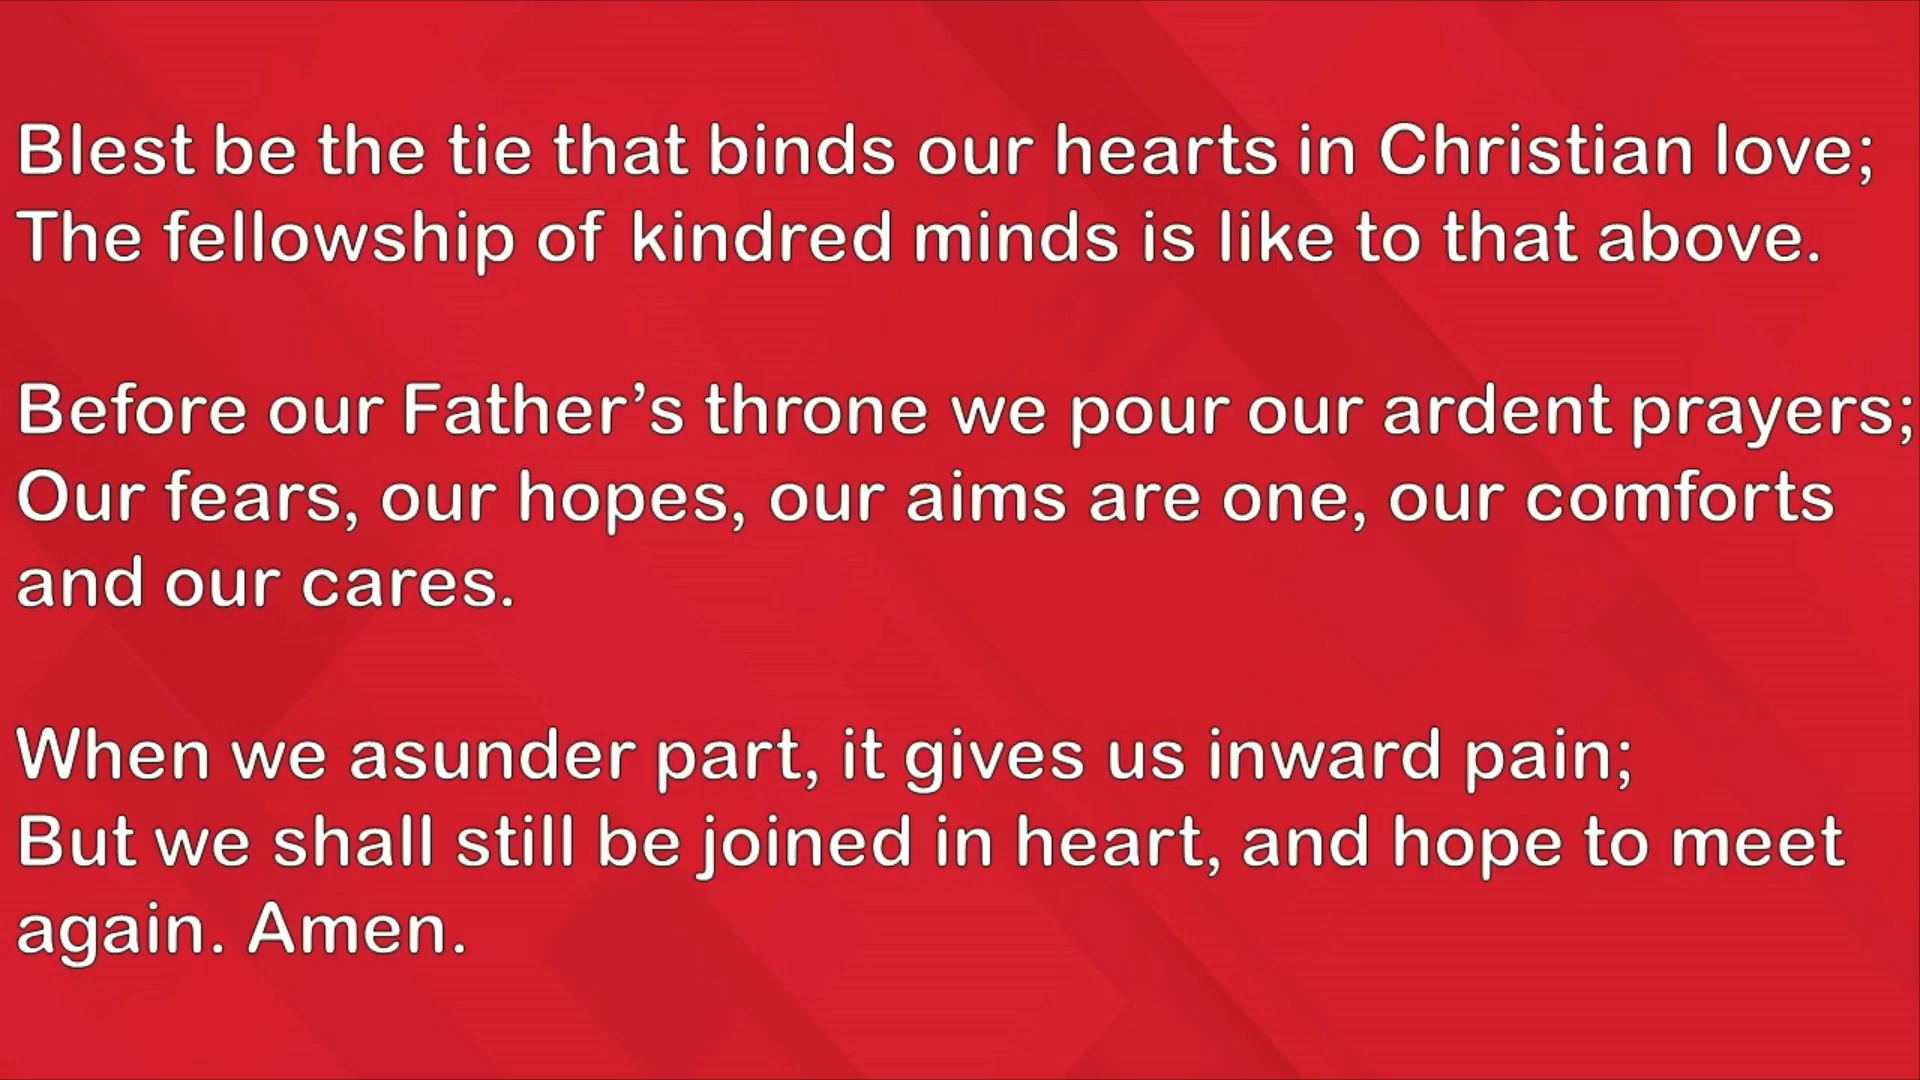 Blest be the tie that binds our hearts in Christian love;
The fellowship of kindred minds is like to that above.
Before our Father’s throne we pour our ardent prayers;
Our fears, our hopes, our aims are one, our comforts
and our cares.
When we asunder part, it gives us inward pain;
But we shall still be joined in heart, and hope to meet
again. Amen.